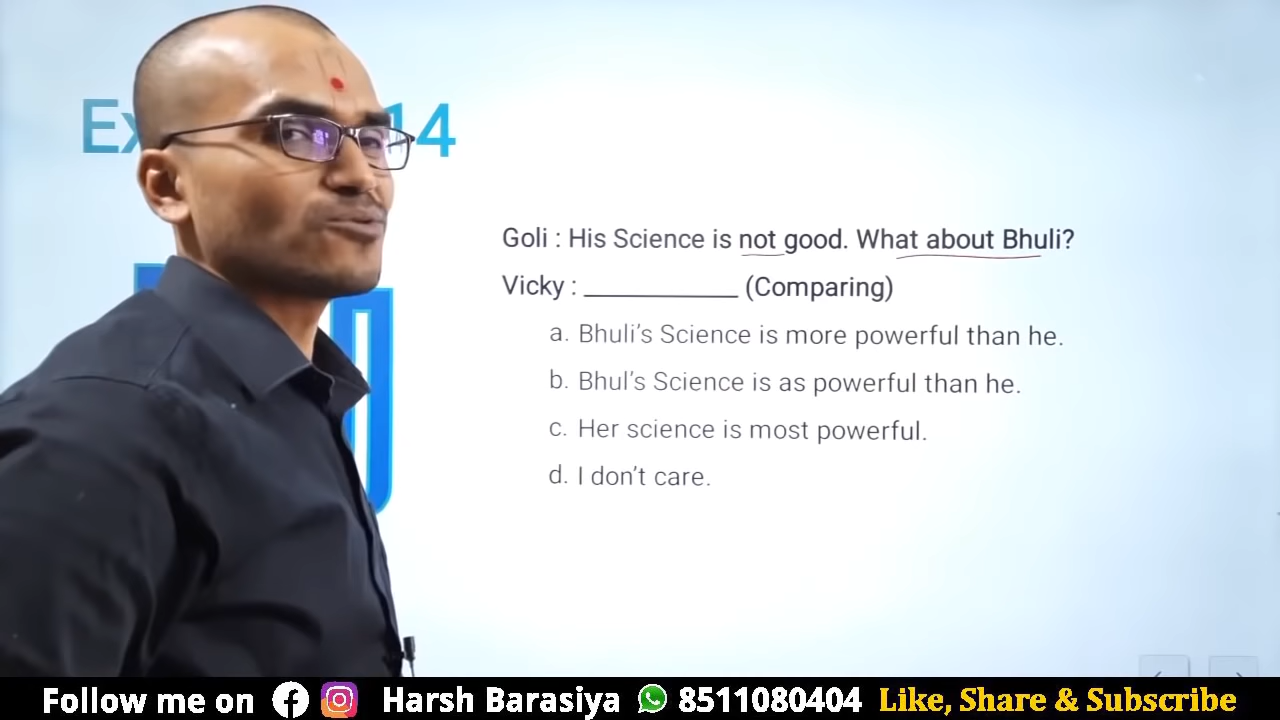 Ex 14
Goli : His Science is not good. What about Bhuli?
Vicky : ____________ (Comparing)
a. Bhuli's Science is more powerful than he.
b. Bhul's Science is as powerful than he.
c. Her science is most powerful.
d. I don't care.
Follow me on Harsh Barasiya 8511080404 Like, Share & Subscribe